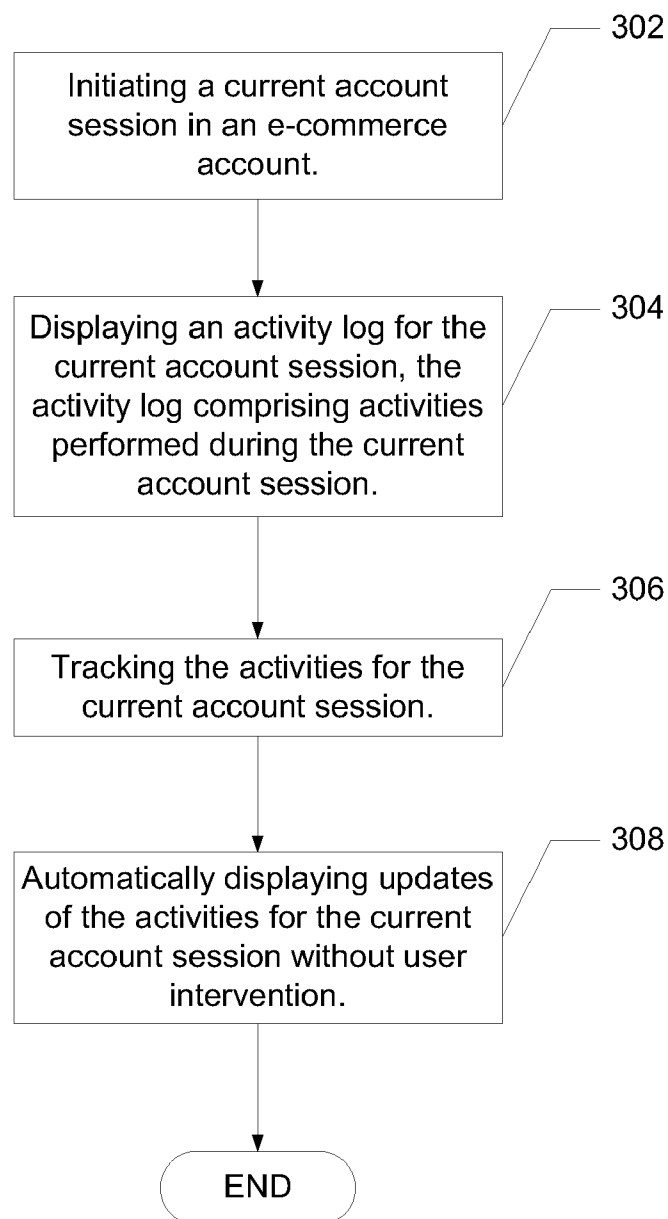 302
Initiating a current account
session in an e-commerce
account.
304
Displaying an activity log for the
current account session, the
activity log comprising activities
performed during the current
account session.
306
Tracking the activities for the
current account session.
308
Automatically displaying updates
of the activities for the current
account session without user
intervention.
END